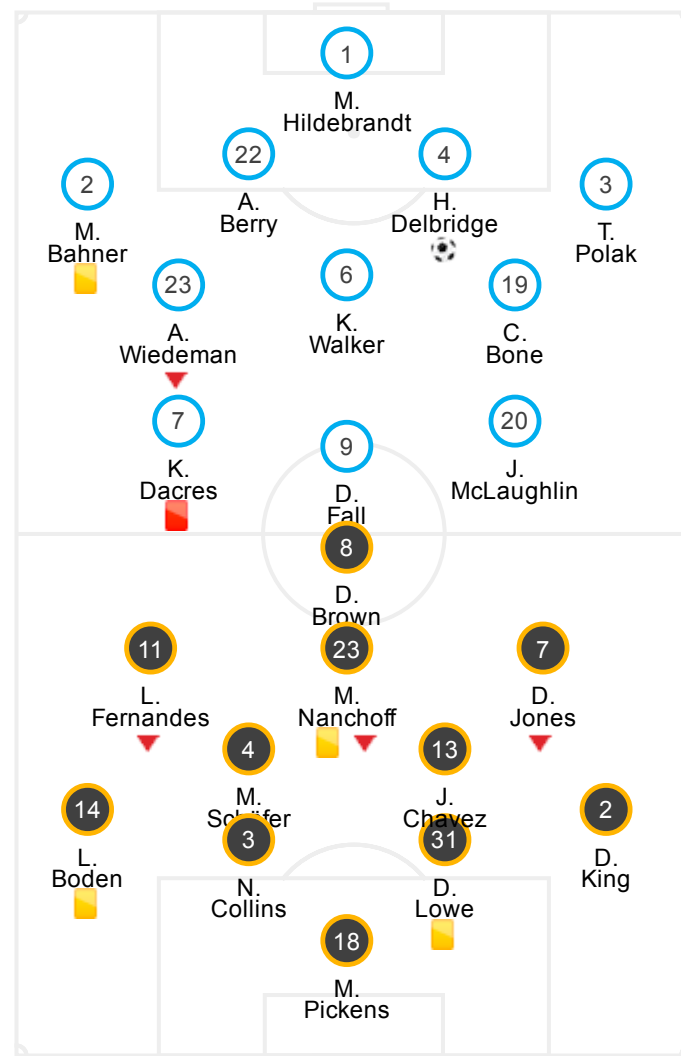 1
M.
Hildebrandt
22
A.
Berry
4
H.
Delbridge
2
M.
Bahner
3
T.
Polak
23
A.
Wiedeman
6
K.
Walker
19
C.
Bone
7
K.
Dacres
9
D.
Fall
20
J.
McLaughlin
8
D.
Brown
11
L.
Fernandes
23
M.
Nanchoff
7
D.
Jones
4
M.
Schäfer
13
J.
Chavez
14
L.
Boden
2
D.
King
3
N.
Collins
31
D.
Lowe
18
M.
Pickens